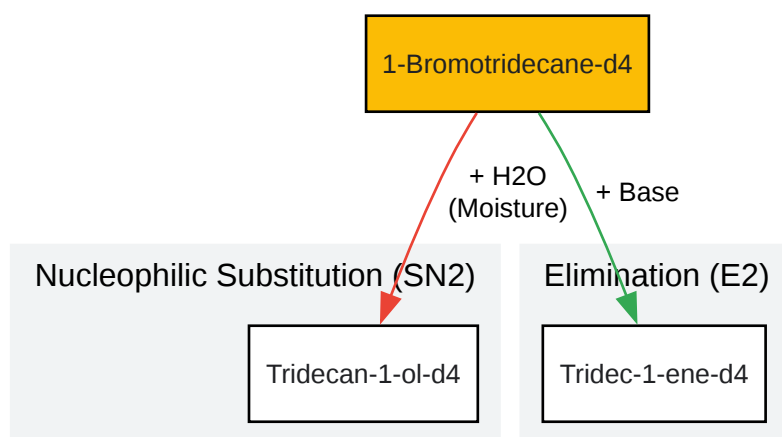 1-Bromotridecane-d4
+ H2O
(Moisture)
+ Base
Nucleophilic Substitution (SN2)
Elimination (E2)
Tridecan-1-ol-d4
Tridec-1-ene-d4